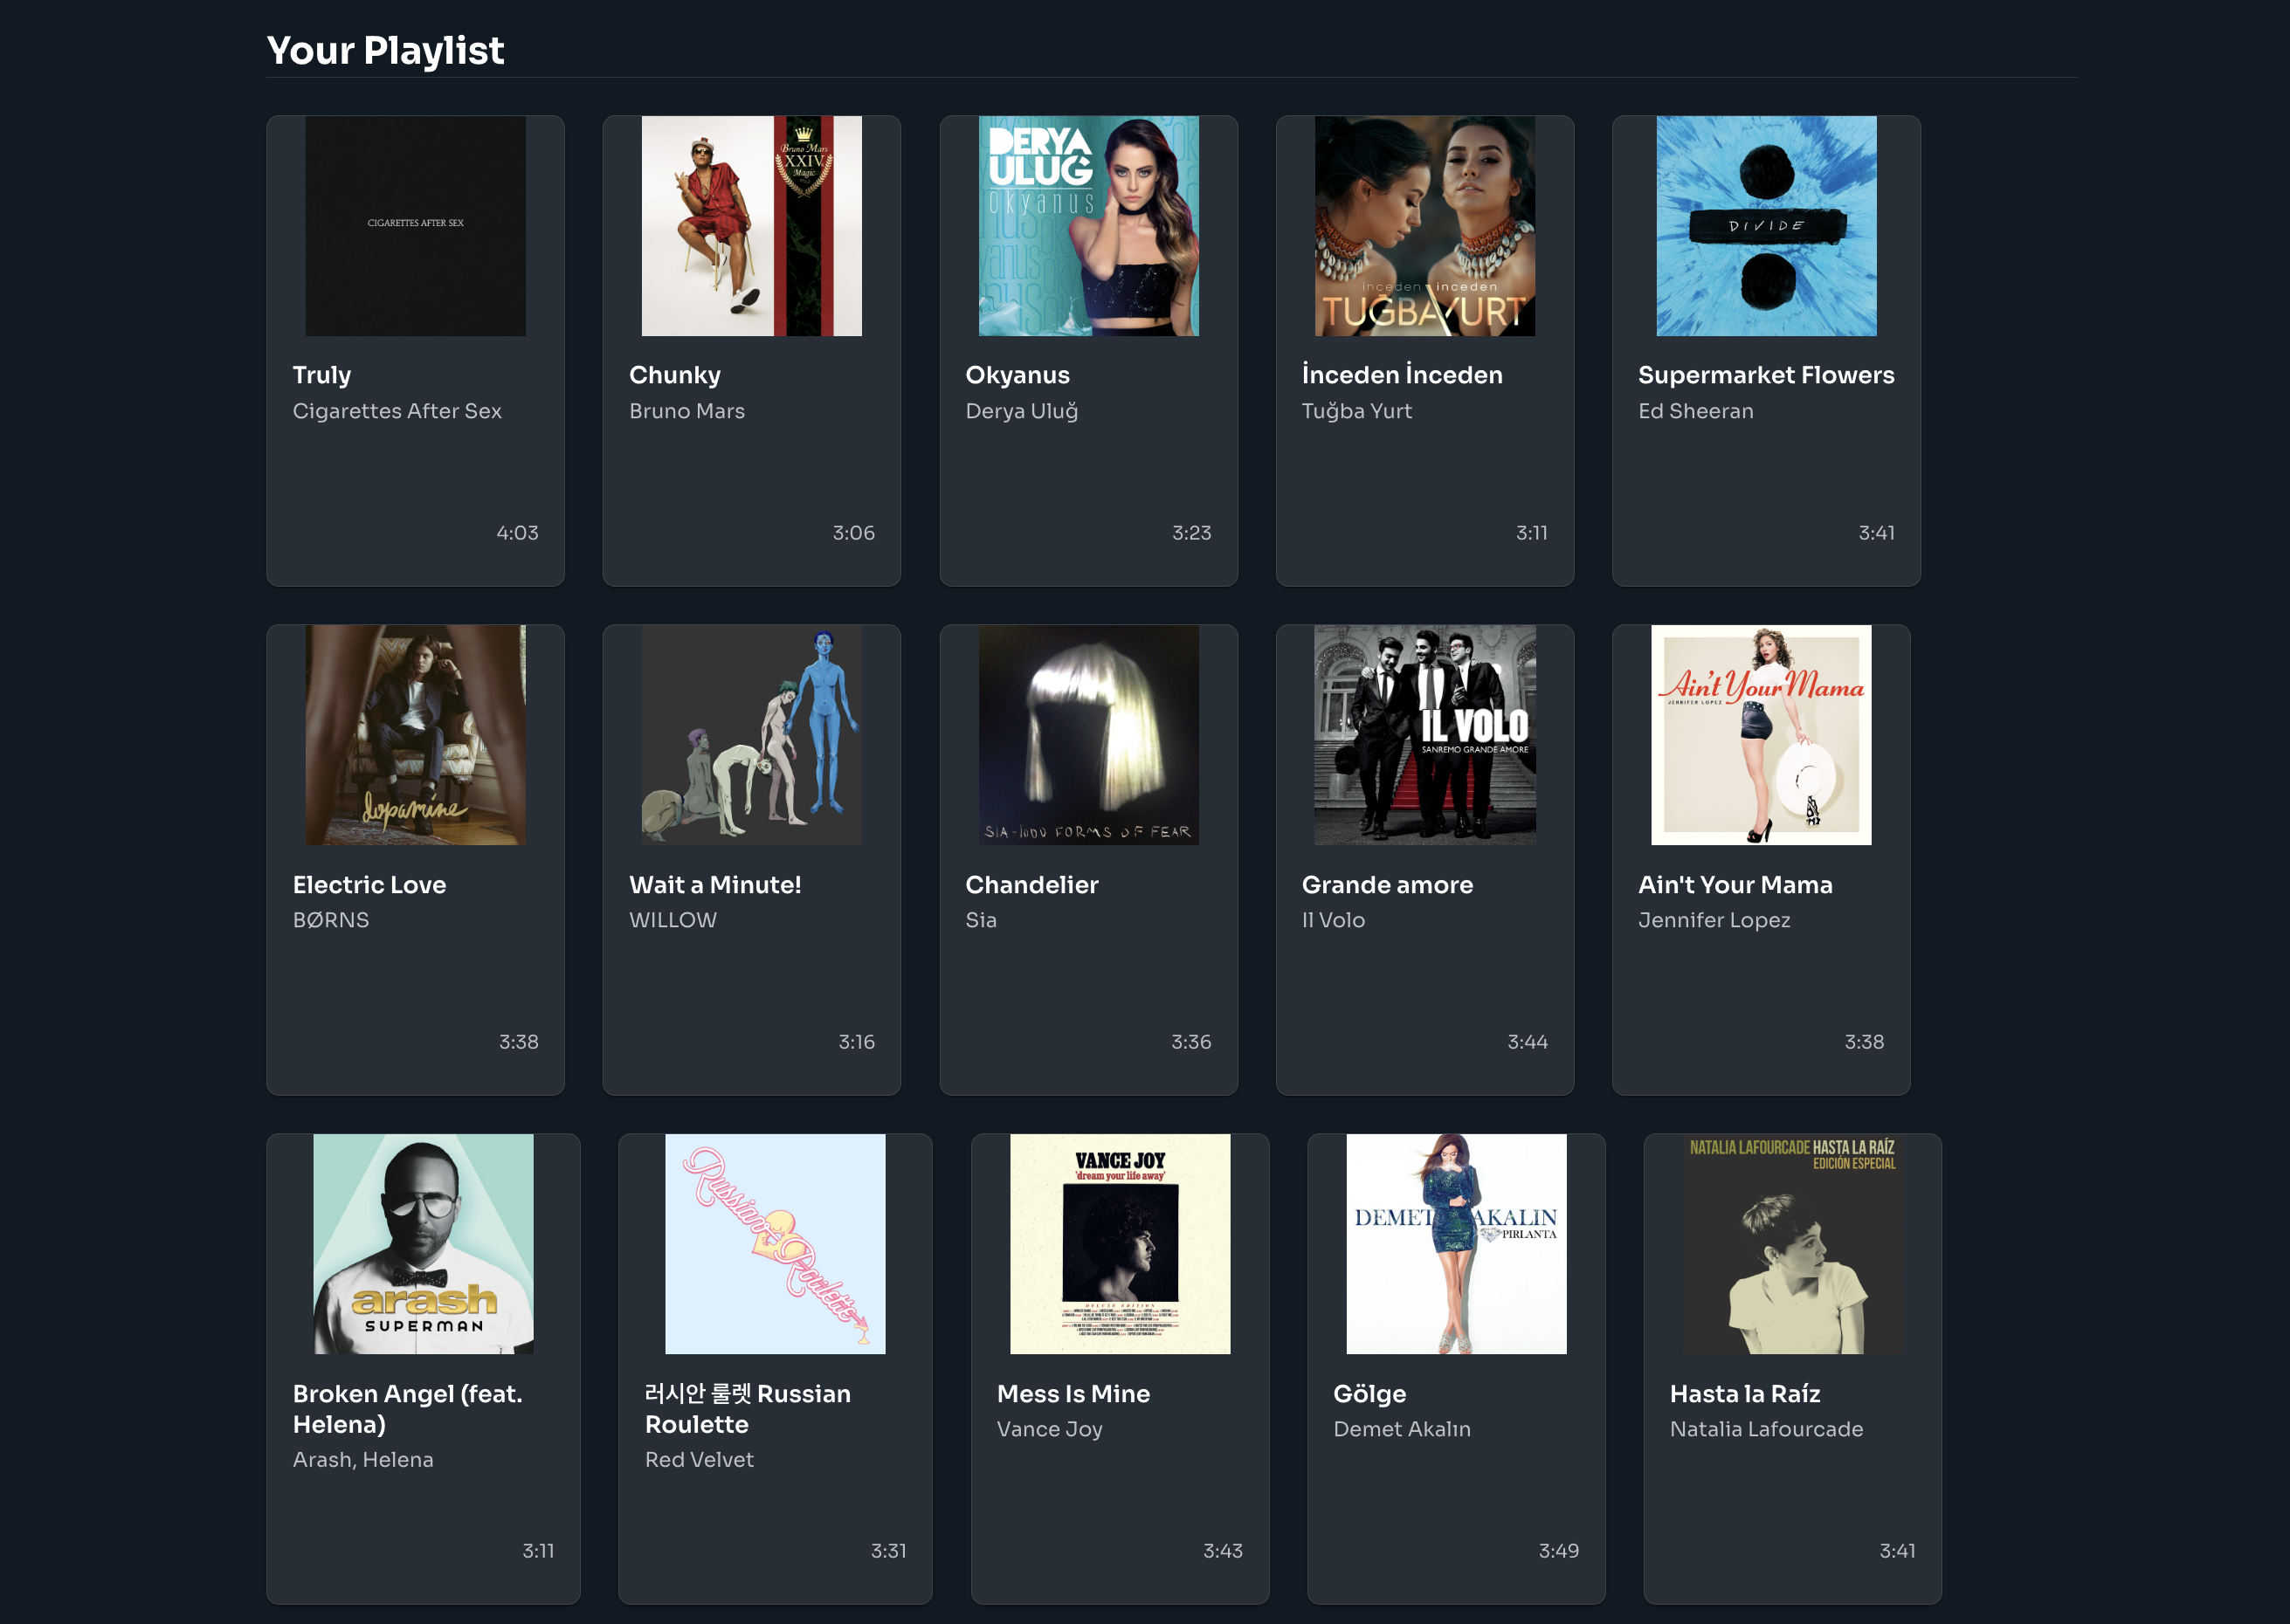 Your Playlist
CIGARETTES AFTER SEX
Truly
Cigarettes After Sex
4:03
Bruno Mars
XXIV
Magic
Chunky
Bruno Mars
3:06
DERYA
ULUĞ
Okyanus
Okyanus
Derya Uluğ
3:23
inceden inceden
TUĞBA YURT
İnceden İnceden
Tuğba Yurt
3:11
DIVIDE
Supermarket Flowers
Ed Sheeran
3:41
dopamine
Electric Love
BØRNS
3:38
Wait a Minute!
WILLOW
3:16
SIA - 1000 FORMS OF FEAR
Chandelier
Sia
3:36
IL VOLO
SANREMO GRANDE AMORE
Grande amore
Il Volo
3:44
Ain't Your Mama
JENNIFER LOPEZ
Ain't Your Mama
Jennifer Lopez
3:38
arash
SUPERMAN
Broken Angel (feat.
Helena)
Arash, Helena
3:11
Russian Roulette
러시안 룰렛 Russian
Roulette
Red Velvet
3:31
VANCE JOY
'dream your life away'
DELUXE EDITION
Mess Is Mine
Vance Joy
3:43
DEMET AKALIN
PIRLANTA
Gölge
Demet Akalın
3:49
NATALIA LAFOURCADE HASTA LA RAÍZ
EDICIÓN ESPECIAL
Hasta la Raíz
Natalia Lafourcade
3:41